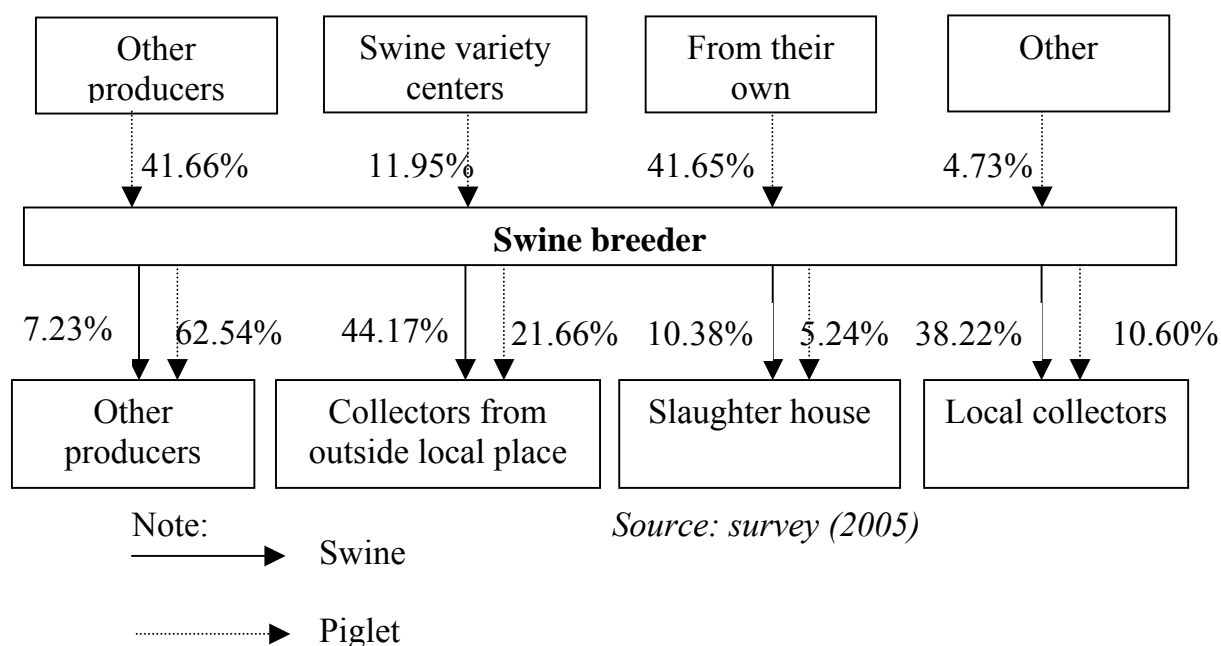 Other
producers
Swine variety
centers
From their
own
Other
41.66%
11.95%
41.65%
4.73%
Swine breeder
7.23%
62.54%
44.17%
21.66%
10.38%
5.24%
38.22%
10.60%
Other
producers
Collectors from
outside local place
Slaughter house
Local collectors
Note:
Source: survey (2005)
Swine
Piglet